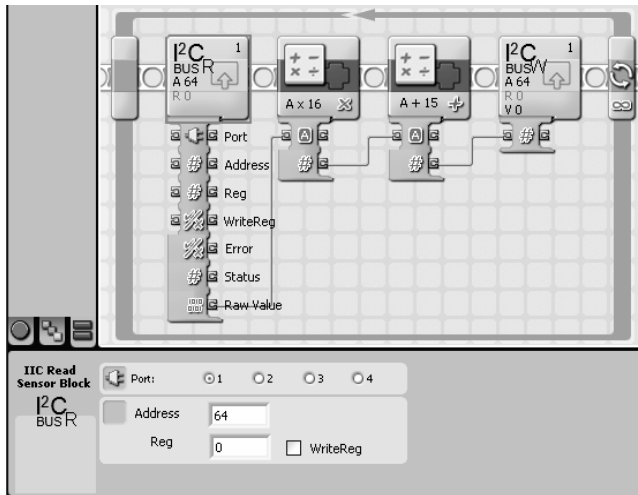 I²C 1
BUS R
A 64
R 0
+ -
× ÷
A x 16
+ -
× ÷
A + 15
I²C 1
BUS W
A 64
R 0
V 0
A
A
#
Port
# Address
# Reg
WriteReg
Error
# Status
Raw Value
#
#
IIC Read
Sensor Block
I²C
BUS R
Port: 1 2 3 4
Address 64
Reg 0 WriteReg